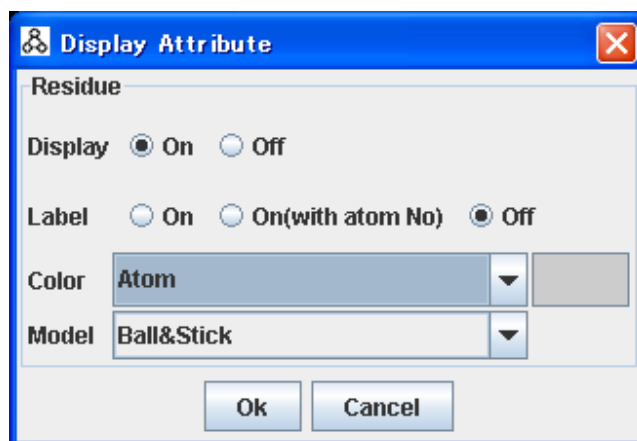 Display Attribute
Residue
Display On Off
Label On On(with atom No) Off
Color Atom
Model Ball&Stick
Ok Cancel